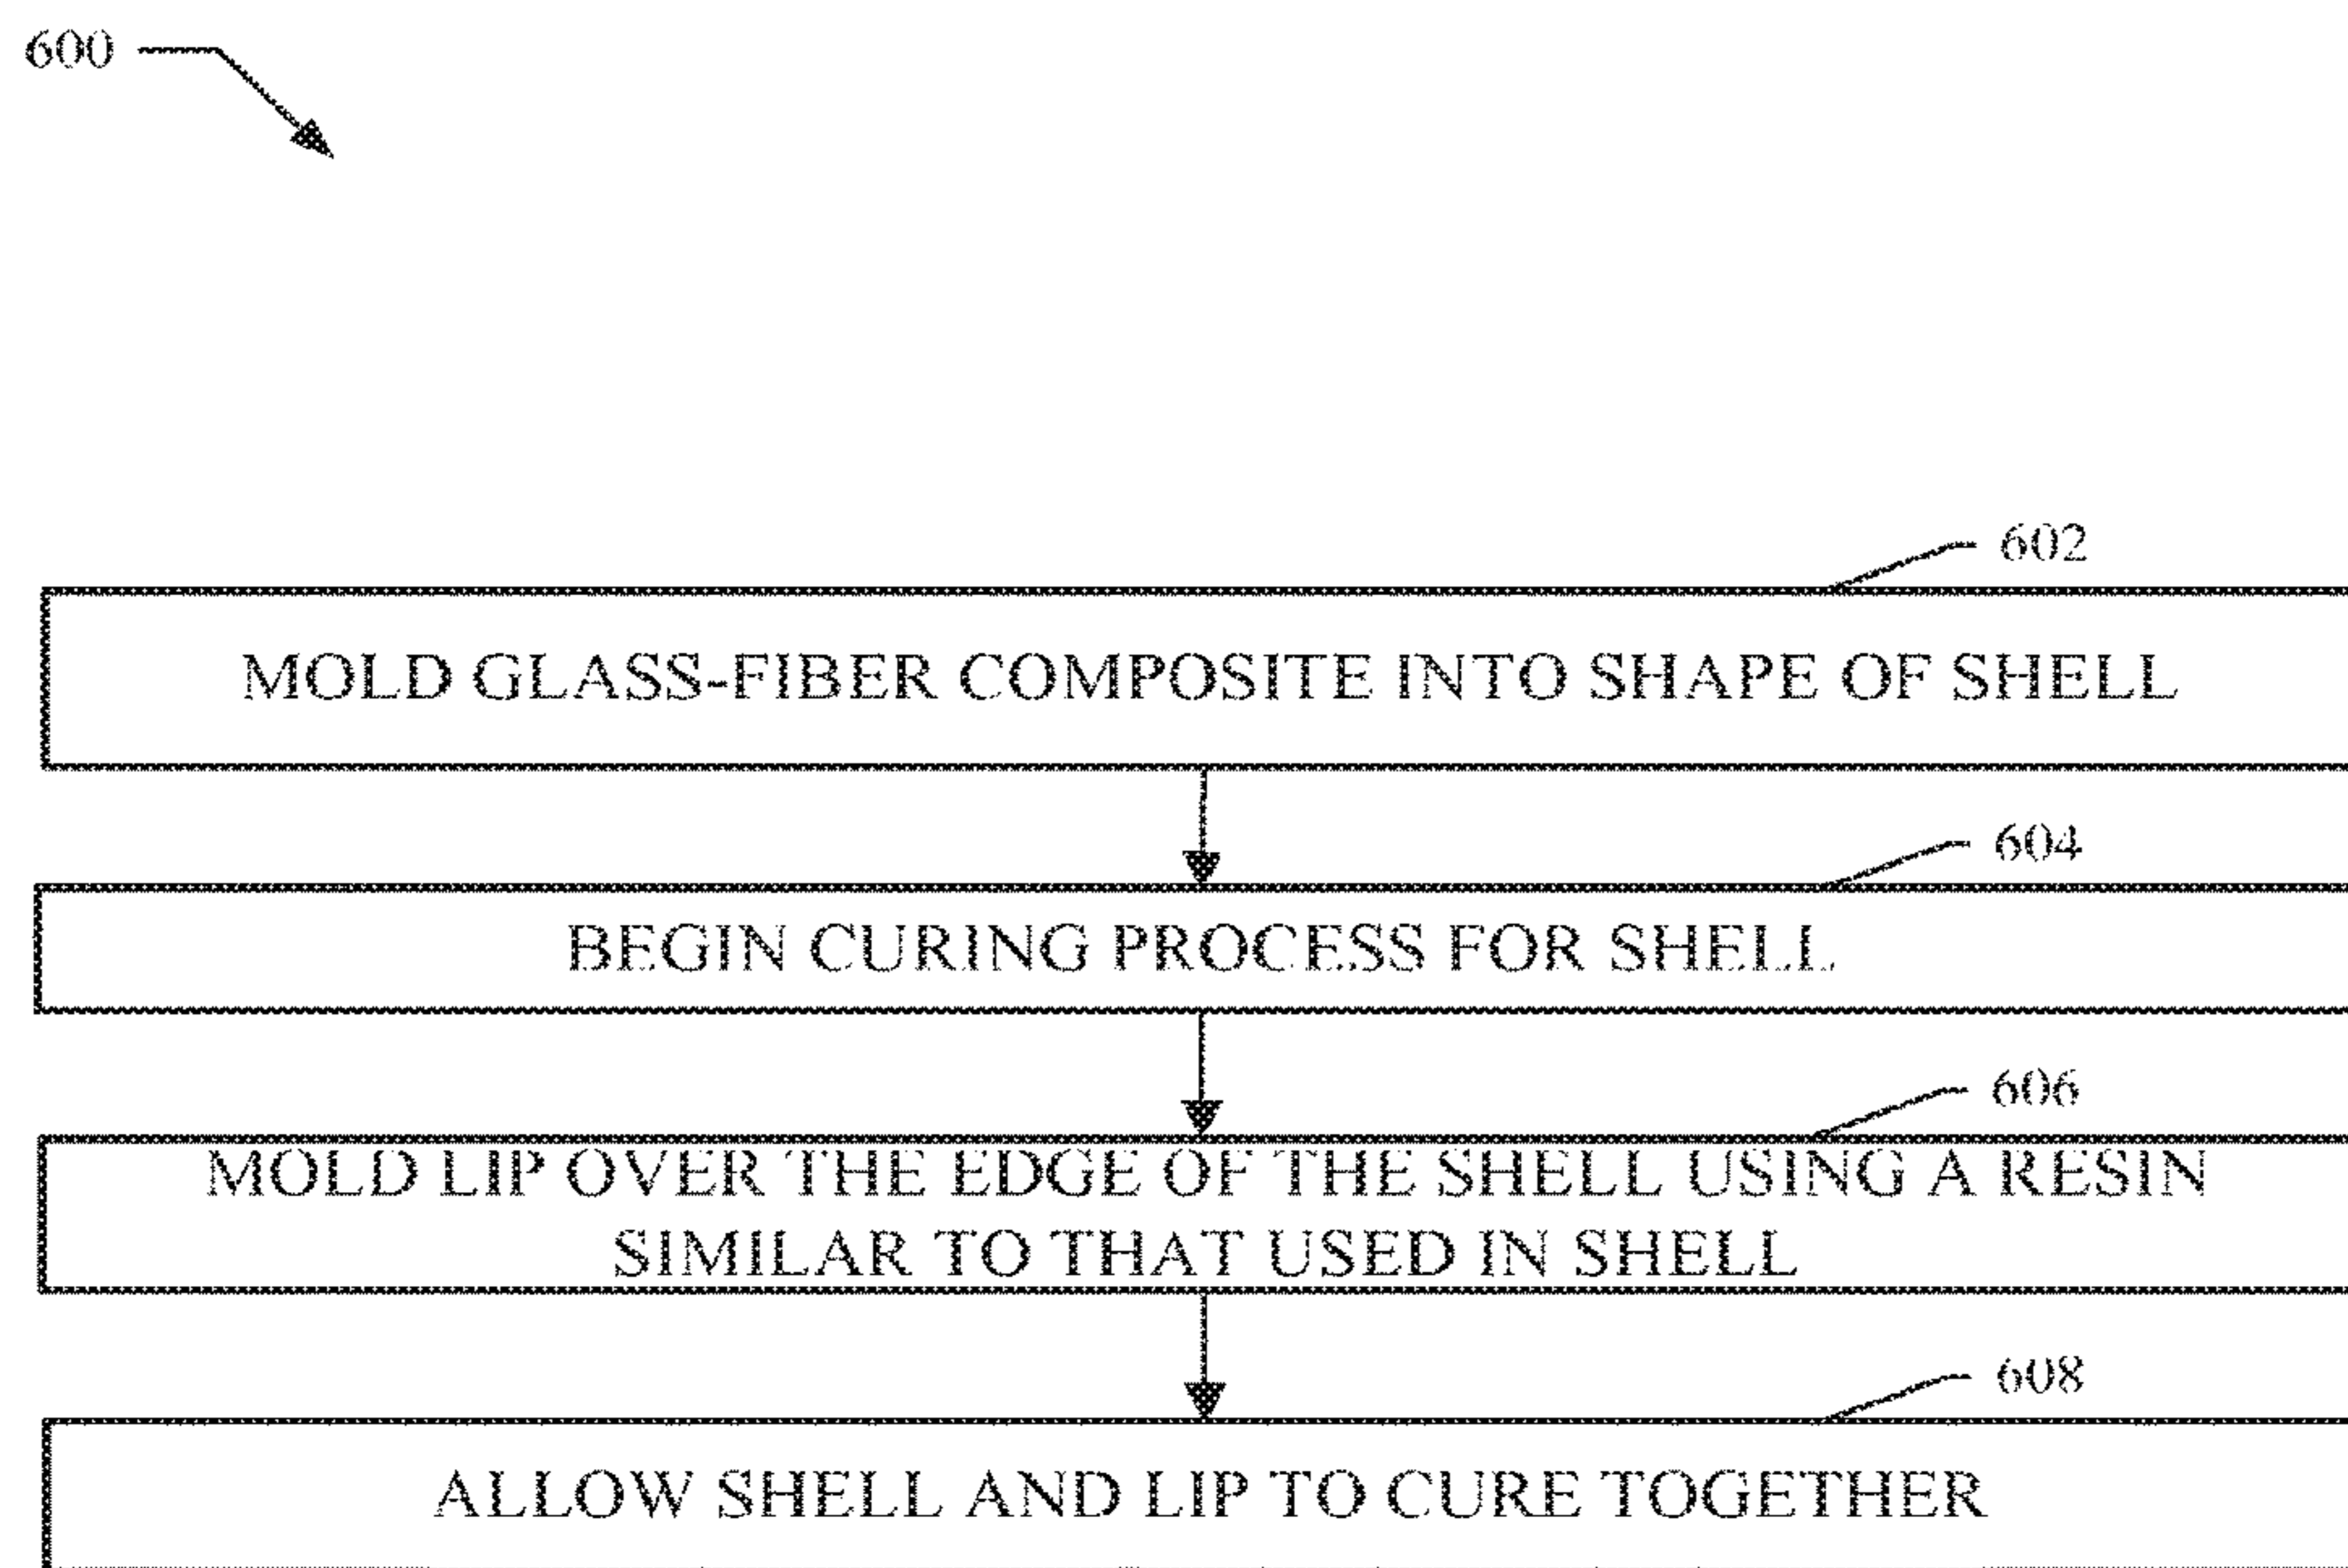 600
602
MOLD GLASS-FIBER COMPOSITE INTO SHAPE OF SHELL
604
BEGIN CURING PROCESS FOR SHELL
606
MOLD LIP OVER THE EDGE OF THE SHELL USING A RESIN
SIMILAR TO THAT USED IN SHELL
608
ALLOW SHELL AND LIP TO CURE TOGETHER